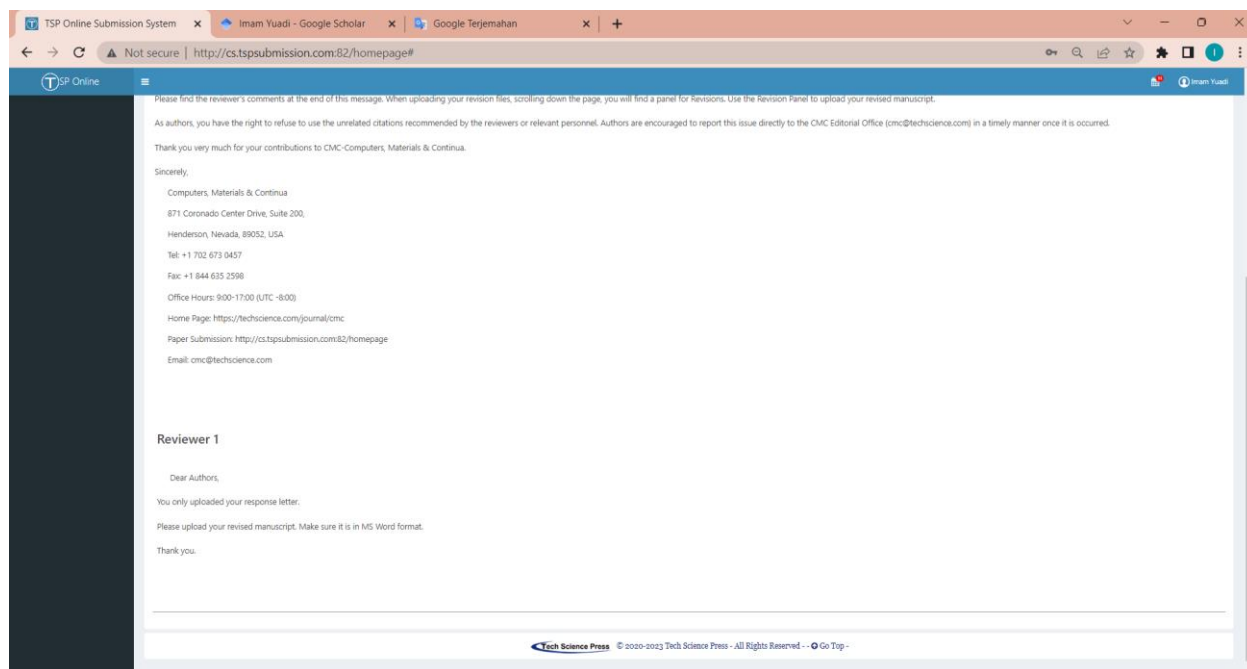 TSP Online Submission System
Imam Yuadi - Google Scholar
Google Terjemahan
Not secure | http://cs.tspsubmission.com:82/homepage#
TSP Online
Imam Yuadi
Please find the reviewer's comments at the end of this message. When uploading your revision files, scrolling down the page, you will find a panel for Revisions. Use the Revision Panel to upload your revised manuscript.
As authors, you have the right to refuse to use the unrelated citations recommended by the reviewers or relevant personnel. Authors are encouraged to report this issue directly to the CMC Editorial Office (cmc@techscience.com) in a timely manner once it is occurred.
Thank you very much for your contributions to CMC-Computers, Materials & Continua.
Sincerely,
Computers, Materials & Continua
871 Coronado Center Drive, Suite 200,
Henderson, Nevada, 89052, USA
Tel: +1 702 673 0457
Fax: +1 844 635 2598
Office Hours: 9:00-17:00 (UTC -8:00)
Home Page: https://techscience.com/journal/cmc
Paper Submission: http://cs.tspsubmission.com:82/homepage
Email: cmc@techscience.com
Reviewer 1
Dear Authors,
You only uploaded your response letter.
Please upload your revised manuscript. Make sure it is in MS Word format.
Thank you.
Tech Science Press © 2020-2023 Tech Science Press - All Rights Reserved - - Go Top -